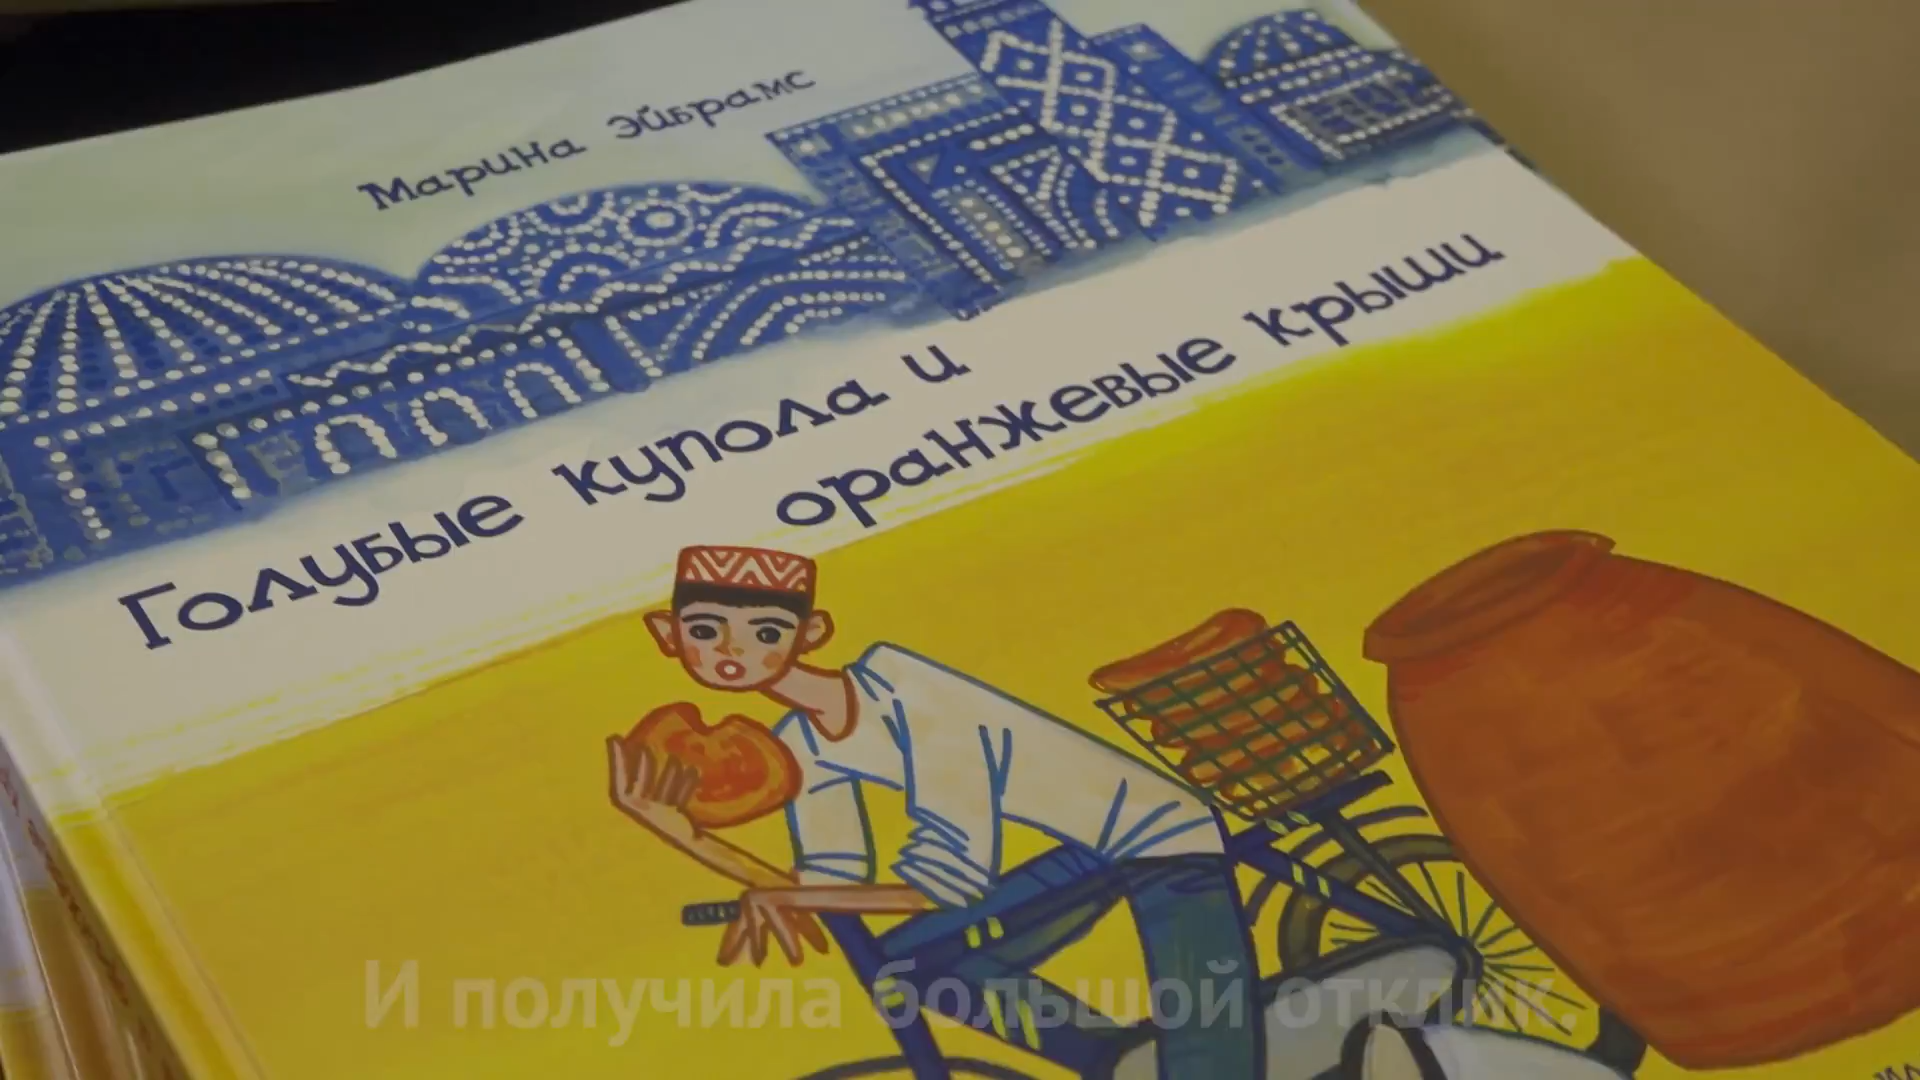 Марина Эйбрамс
Голубые купола и
оранжевые крыши
И получила большой отклик,